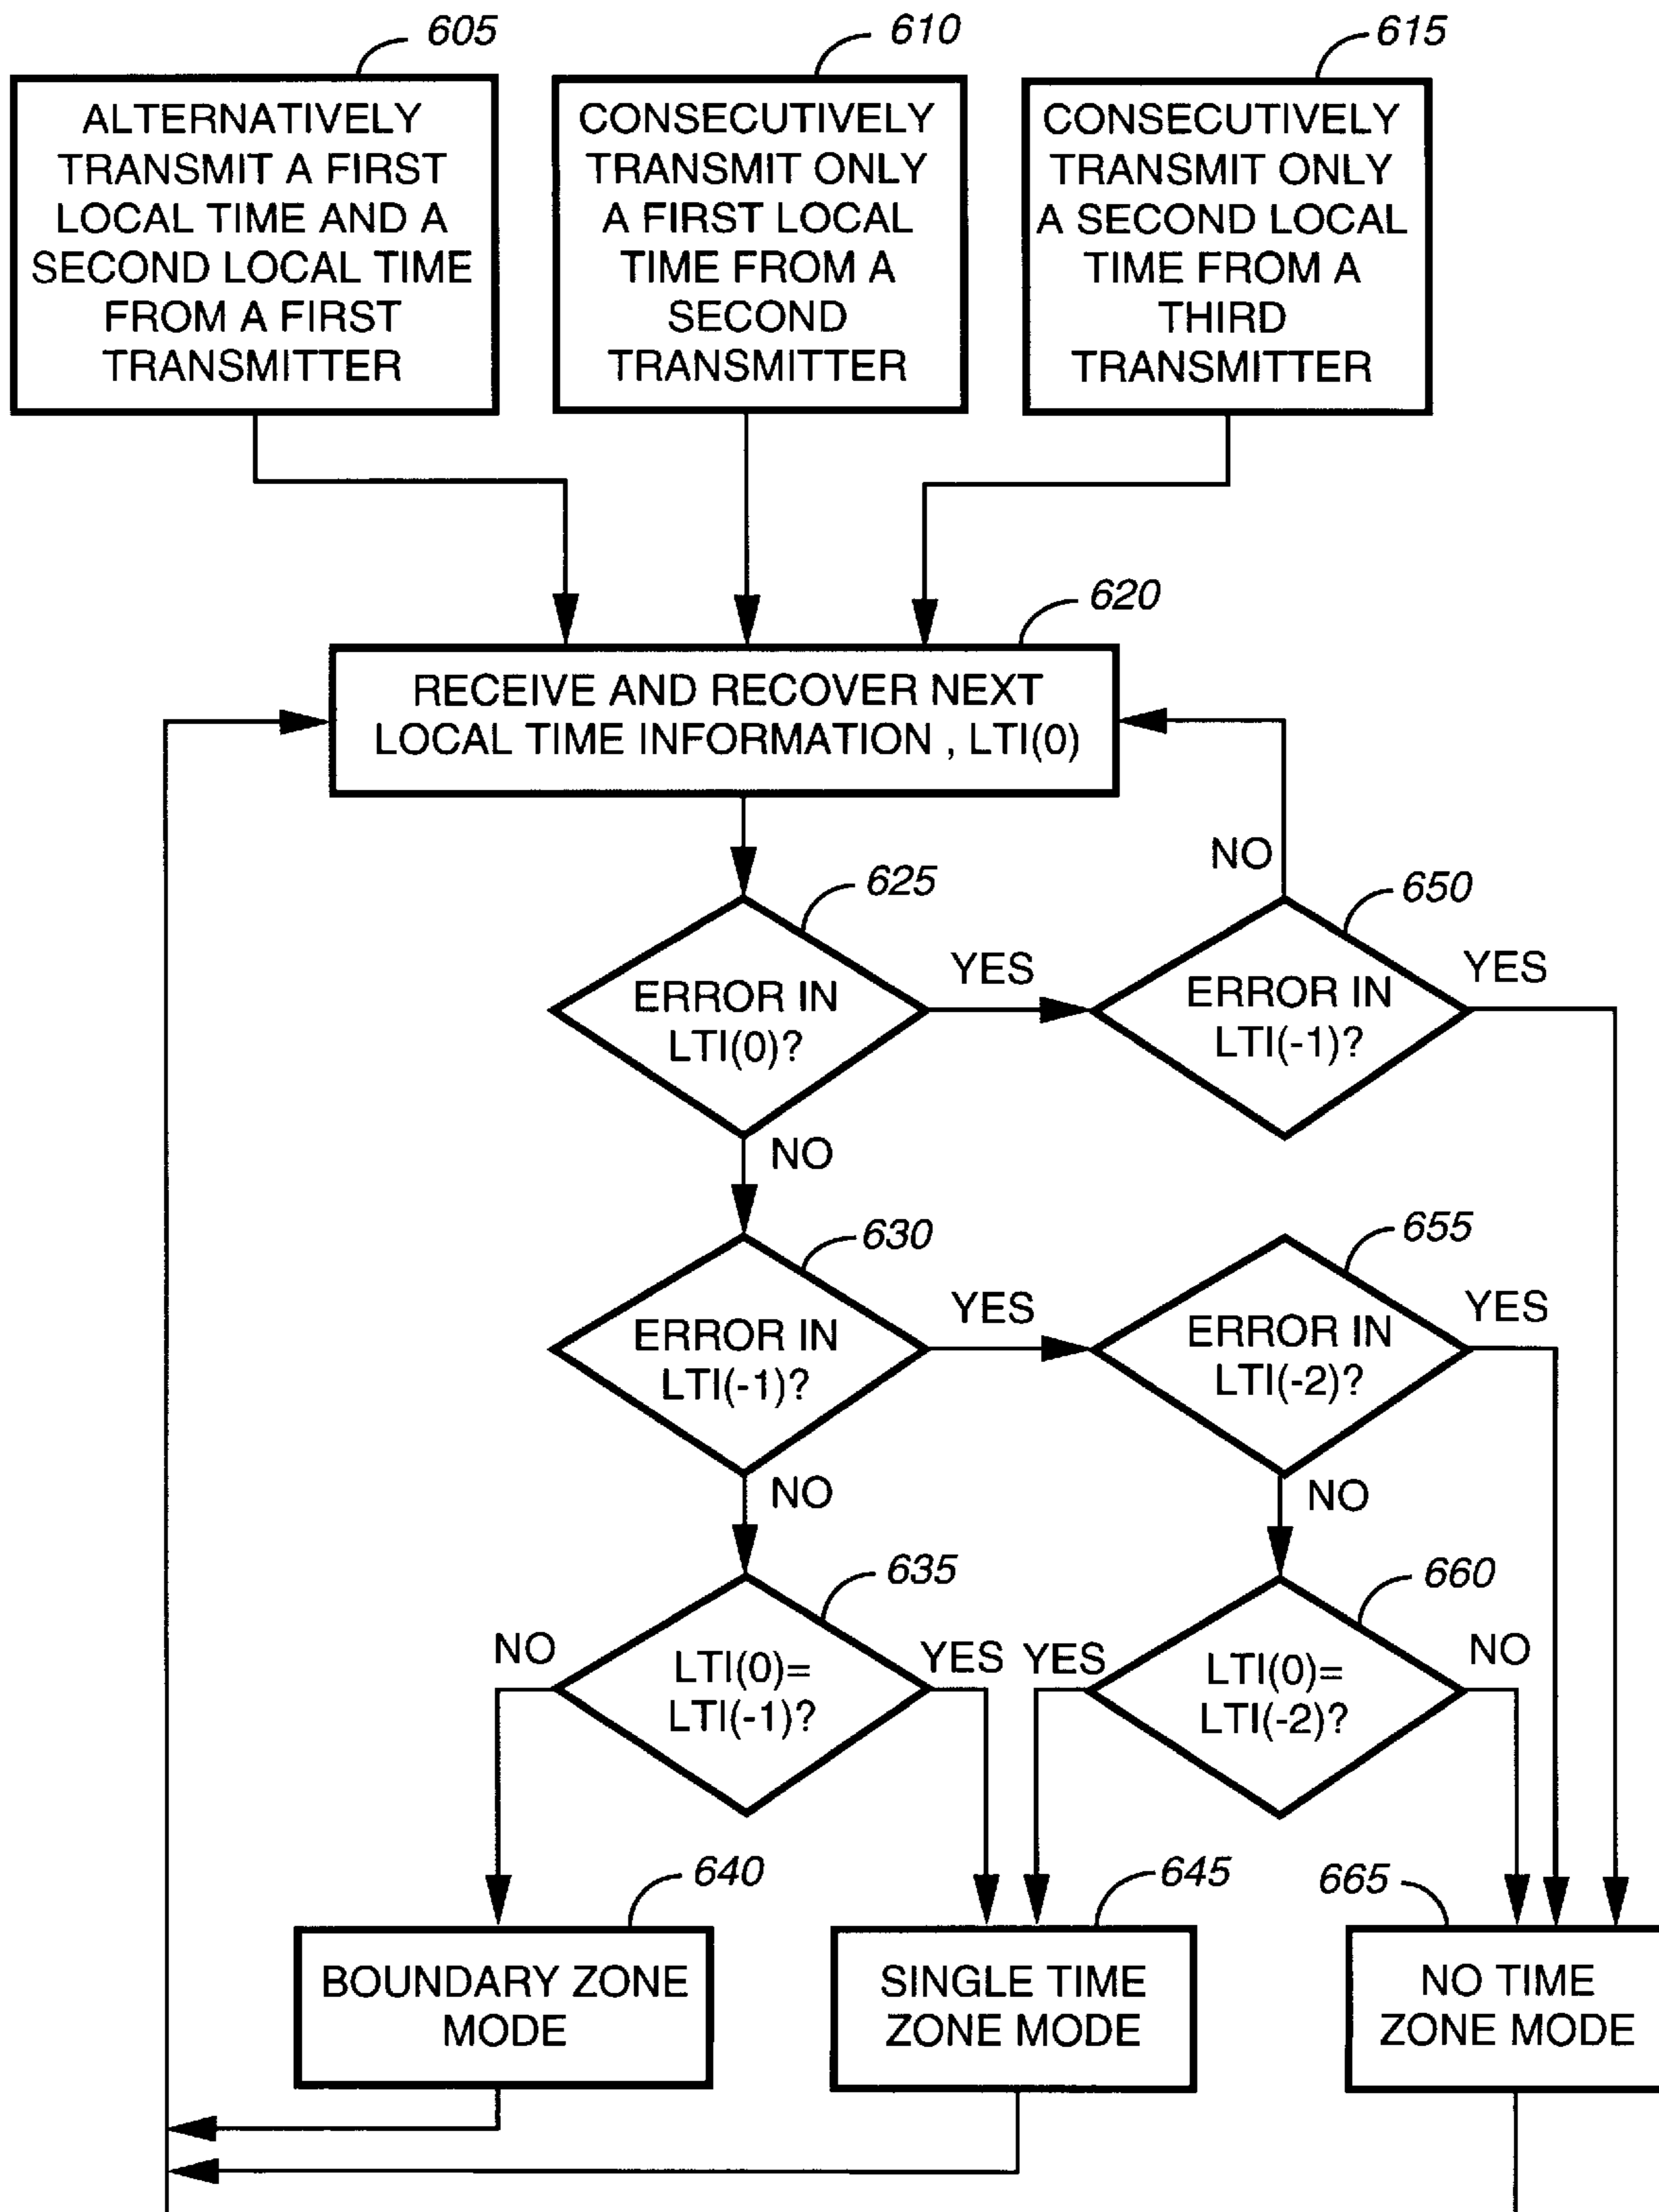 605
ALTERNATIVELY
TRANSMIT A FIRST
LOCAL TIME AND A
SECOND LOCAL TIME
FROM A FIRST
TRANSMITTER
610
CONSECUTIVELY
TRANSMIT ONLY
A FIRST LOCAL
TIME FROM A
SECOND
TRANSMITTER
615
CONSECUTIVELY
TRANSMIT ONLY
A SECOND LOCAL
TIME FROM A
THIRD
TRANSMITTER
620
RECEIVE AND RECOVER NEXT
LOCAL TIME INFORMATION , LTI(0)
625
ERROR IN
LTI(0)?
YES
NO
650
ERROR IN
LTI(-1)?
NO
YES
630
ERROR IN
LTI(-1)?
YES
NO
655
ERROR IN
LTI(-2)?
YES
NO
635
LTI(0)=
LTI(-1)?
NO
YES
660
LTI(0)=
LTI(-2)?
YES
NO
640
BOUNDARY ZONE
MODE
645
SINGLE TIME
ZONE MODE
665
NO TIME
ZONE MODE